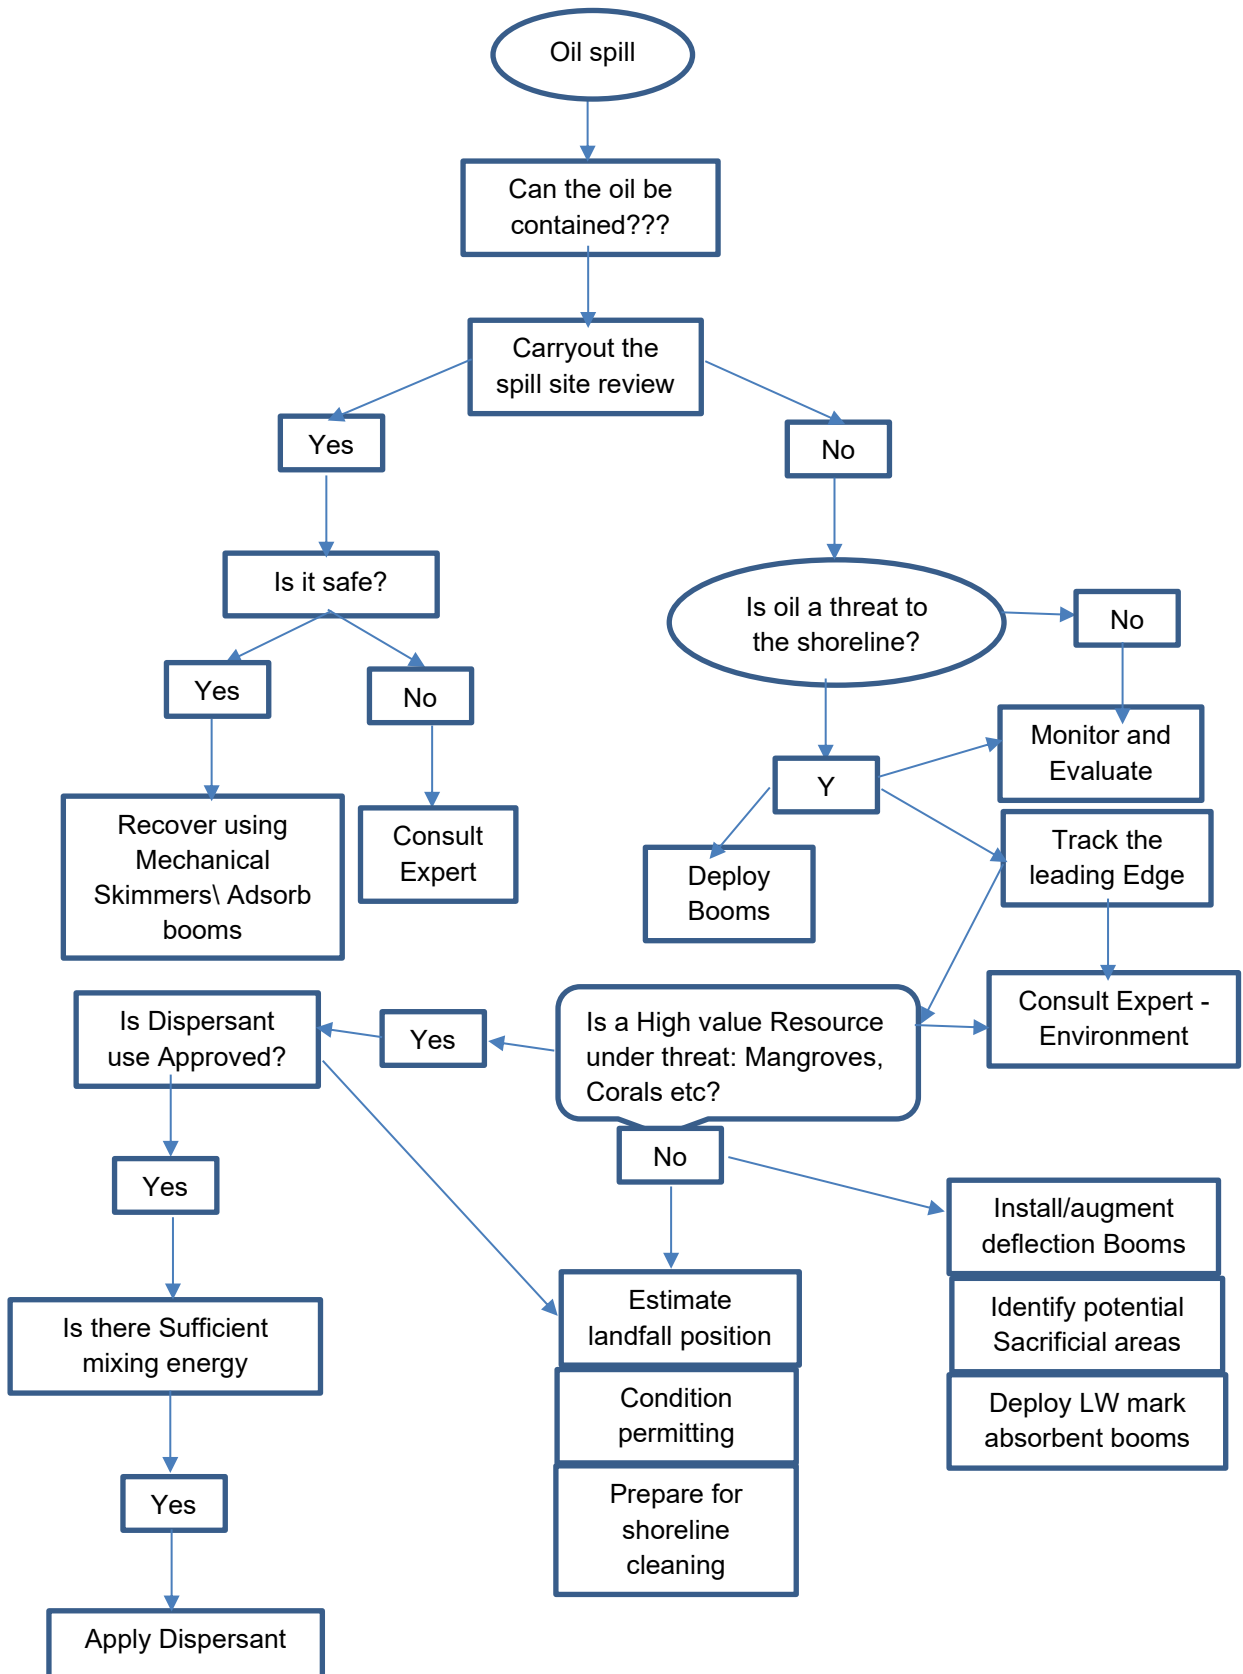 Oil spill
Can the oil be
contained???
Carryout the
spill site review
Yes
No
Is it safe?
Is oil a threat to
the shoreline?
No
Yes
No
Monitor and
Evaluate
Y
Recover using
Mechanical
Skimmers\ Adsorb
booms
Consult
Expert
Deploy
Booms
Track the
leading Edge
Is Dispersant
use Approved?
Yes
Is a High value Resource
under threat: Mangroves,
Corals etc?
Consult Expert -
Environment
No
Yes
Install/augment
deflection Booms
Is there Sufficient
mixing energy
Estimate
landfall position
Identify potential
Sacrificial areas
Condition
permitting
Deploy LW mark
absorbent booms
Yes
Prepare for
shoreline
cleaning
Apply Dispersant